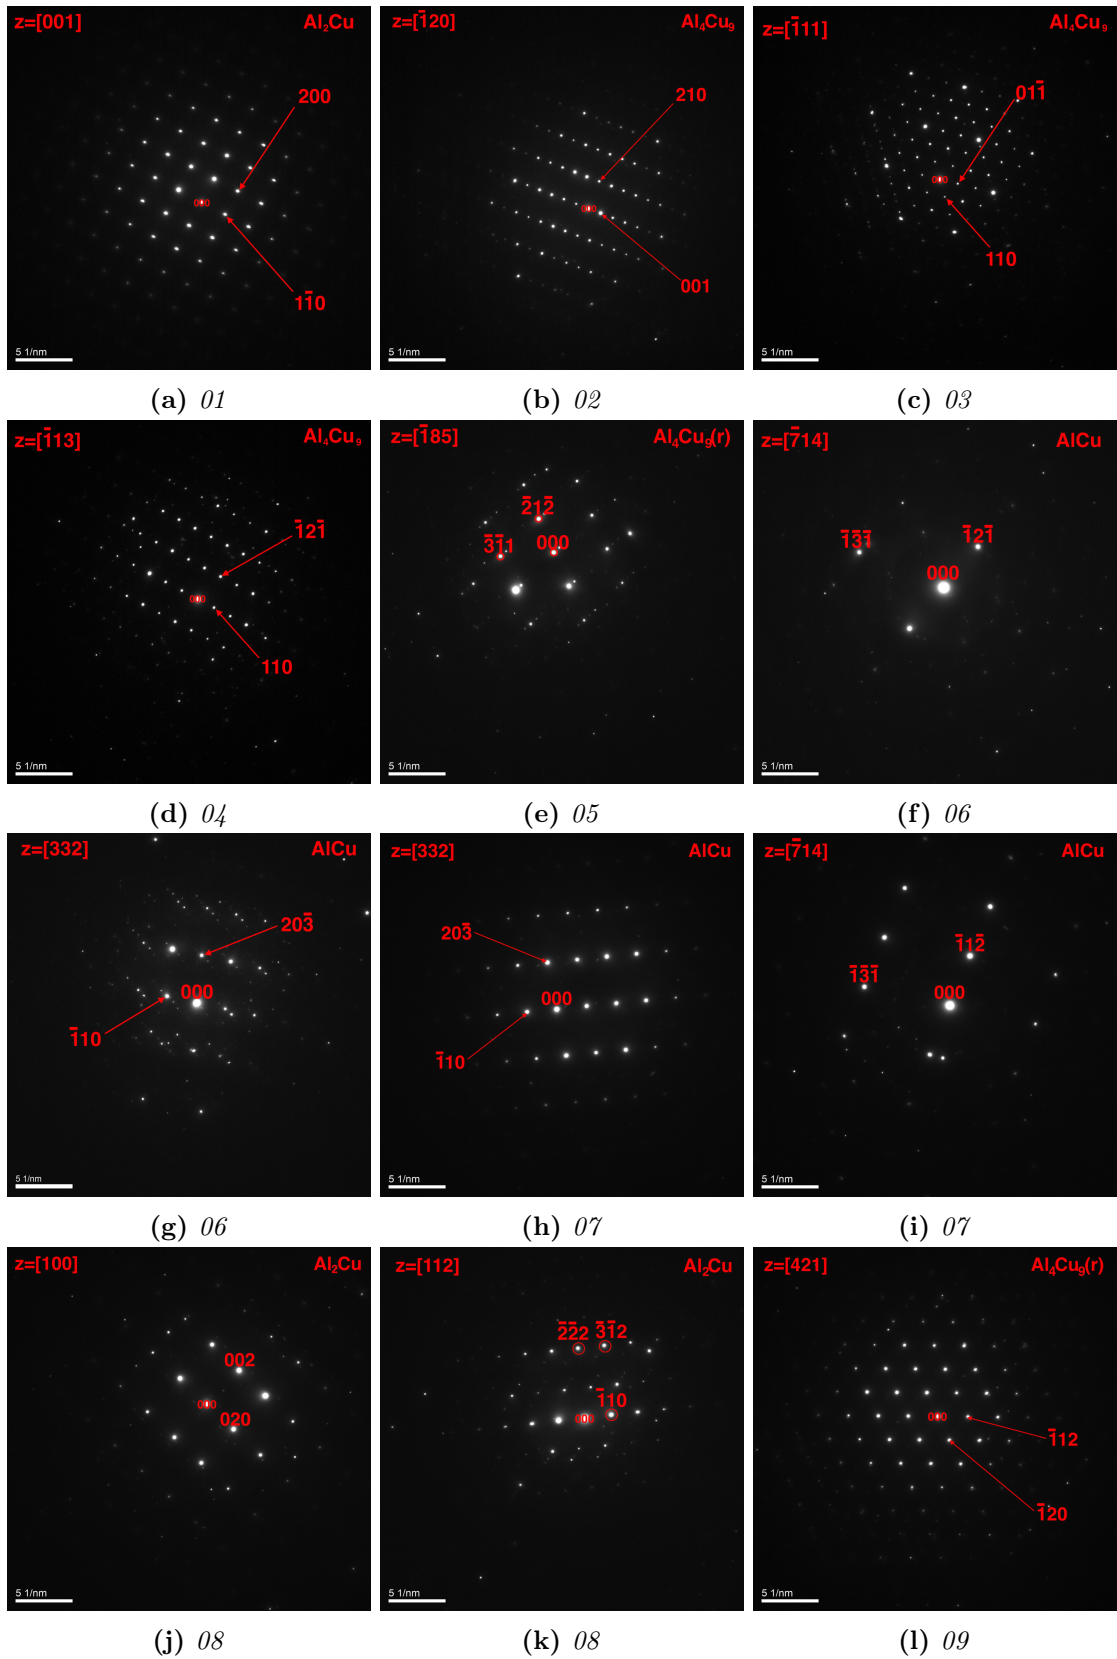 z=[001] Al₂Cu
200
000
11̄0
5 1/nm
(a) 01
z=[1̄20] Al₄Cu₉
210
000
001
5 1/nm
(b) 02
z=[1̄11] Al₄Cu₉
011̄
000
110
5 1/nm
(c) 03
z=[1̄13] Al₄Cu₉
1̄21̄
000
110
5 1/nm
(d) 04
z=[1̄85] Al₄Cu₉(r)
2̄12̄
3̄1̄1 000
5 1/nm
(e) 05
z=[7̄14] AlCu
1̄3̄1̄ 1̄21̄
000
5 1/nm
(f) 06
z=[332] AlCu
203̄
000
1̄10
5 1/nm
(g) 06
z=[332] AlCu
203̄
000
1̄10
5 1/nm
(h) 07
z=[7̄14] AlCu
1̄12̄
1̄3̄1̄ 000
5 1/nm
(i) 07
z=[100] Al₂Cu
002
000
020
5 1/nm
(j) 08
z=[112] Al₂Cu
2̄2̄2 3̄1̄2
1̄10
000
5 1/nm
(k) 08
z=[421] Al₄Cu₉(r)
000
1̄12
1̄20
5 1/nm
(l) 09